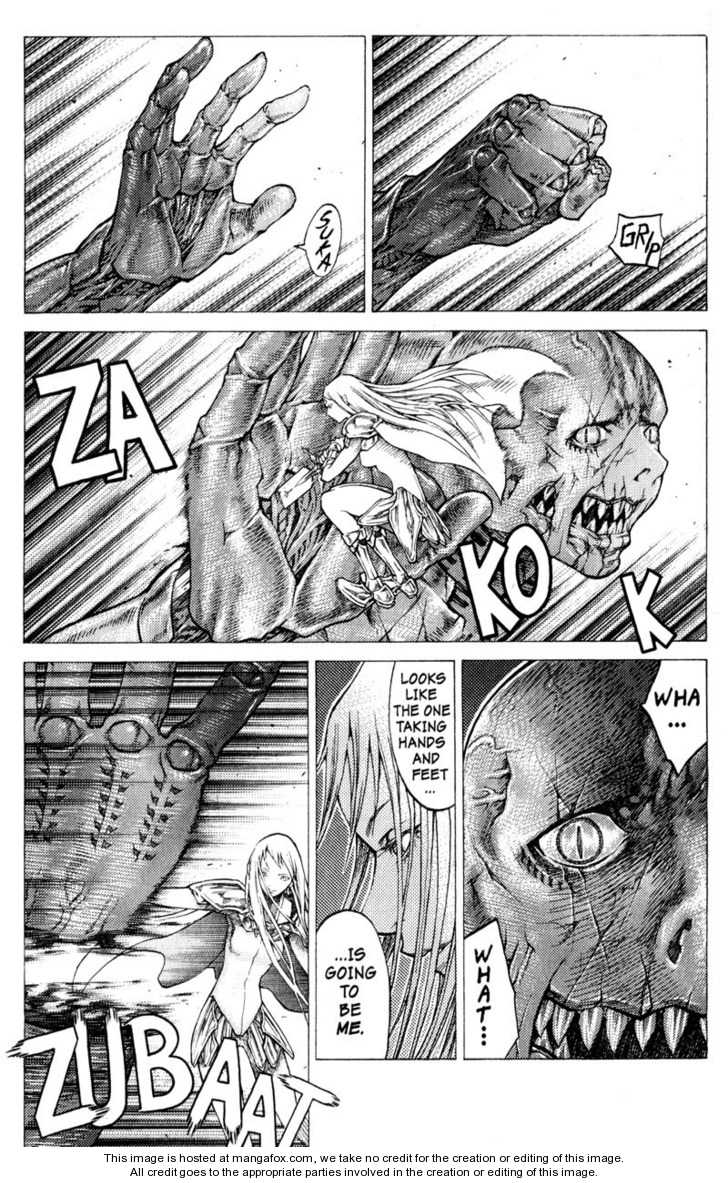 SUKA
GRIP
ZA
KO
K
LOOKS
LIKE
THE ONE
TAKING
HANDS
AND
FEET
...
...IS
GOING
TO
BE
ME.
WHA
...
WHAT...
ZUBAAT
This image is hosted at mangafox.com, we take no credit for the creation or editing of this image.
All credit goes to the appropriate parties involved in the creation or editing of this image.